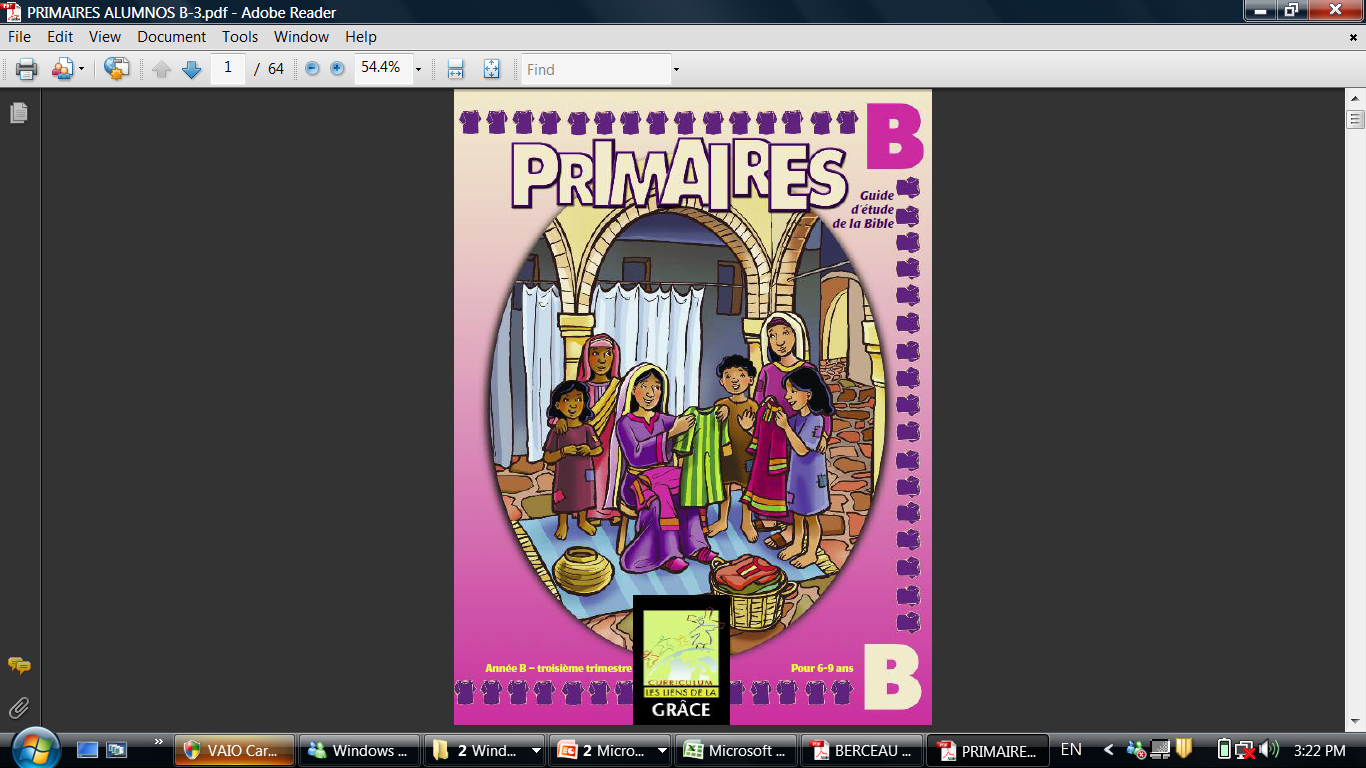 PRIMAIRES ALUMNOS B-3.pdf - Adobe Reader
File Edit View Document Tools Window Help
1 / 64 54.4% Find
B
PRIMAIRES
Guide
d'étude
de la Bible
Année B – troisième trimestre
Pour 6-9 ans
B
CURRICULUM
LES LIENS DE LA
GRÂCE
VAIO Car... Windows ... 2 Wind... 2 Micro... Microsoft ... BERCEAU ... PRIMAIRE... EN 3:22 PM